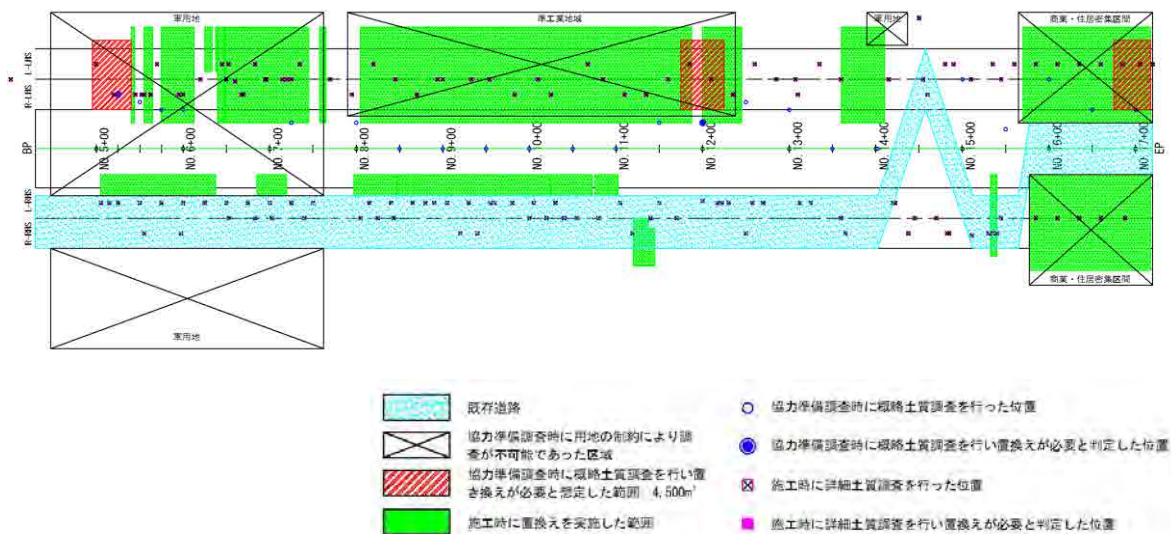 軍用地
準工業地域
軍用地
商業・住居密集区間
L-LHS
R-LHS
BP
NO. 5+00
NO. 6+00
NO. 7+00
NO. 8+00
NO. 9+00
NO. 10+00
NO. 11+00
NO. 12+00
NO. 13+00
NO. 14+00
NO. 15+00
NO. 16+00
NO. 17+00
EP
L-RHS
R-RHS
軍用地
商業・住居密集区間
既存道路
協力準備調査時に用地の制約により調
査が不可能であった区域
協力準備調査時に概略土質調査を行い置
き換えが必要と想定した範囲 4,500m³
施工時に置換えを実施した範囲
協力準備調査時に概略土質調査を行った位置
協力準備調査時に概略土質調査を行い置換えが必要と判定した位置
施工時に詳細土質調査を行った位置
施工時に詳細土質調査を行い置換えが必要と判定した位置